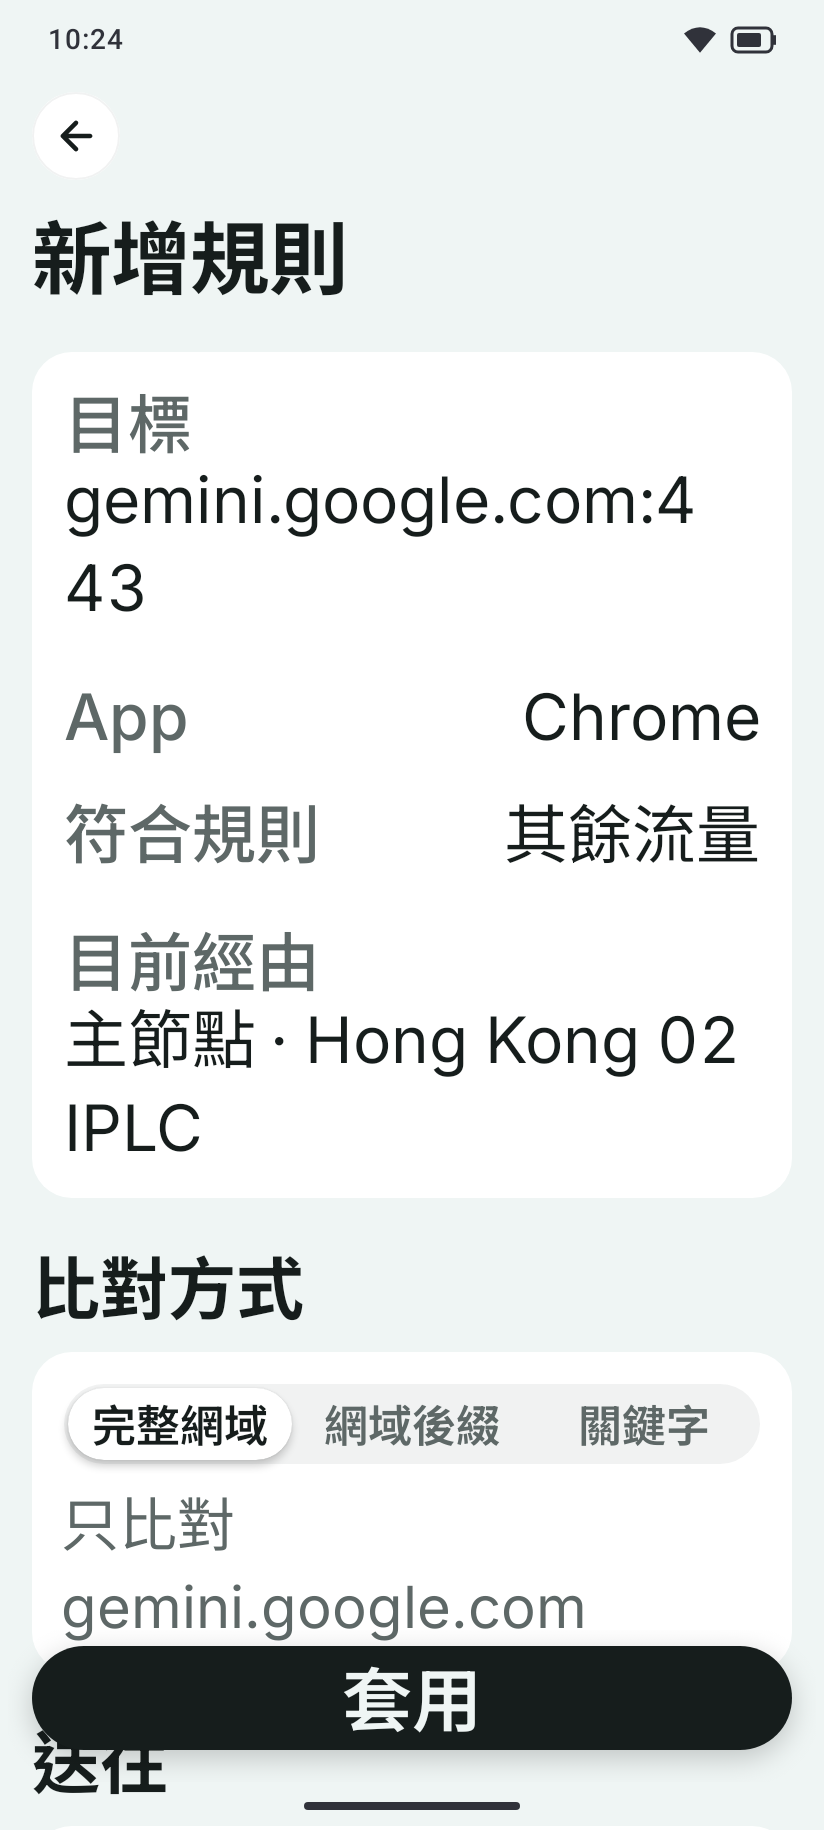 10:24
新增規則
目標
gemini.google.com:4
43
App Chrome
符合規則 其餘流量
目前經由
主節點 · Hong Kong 02
IPLC
比對方式
完整網域 網域後綴 關鍵字
只比對
gemini.google.com
套用
送往